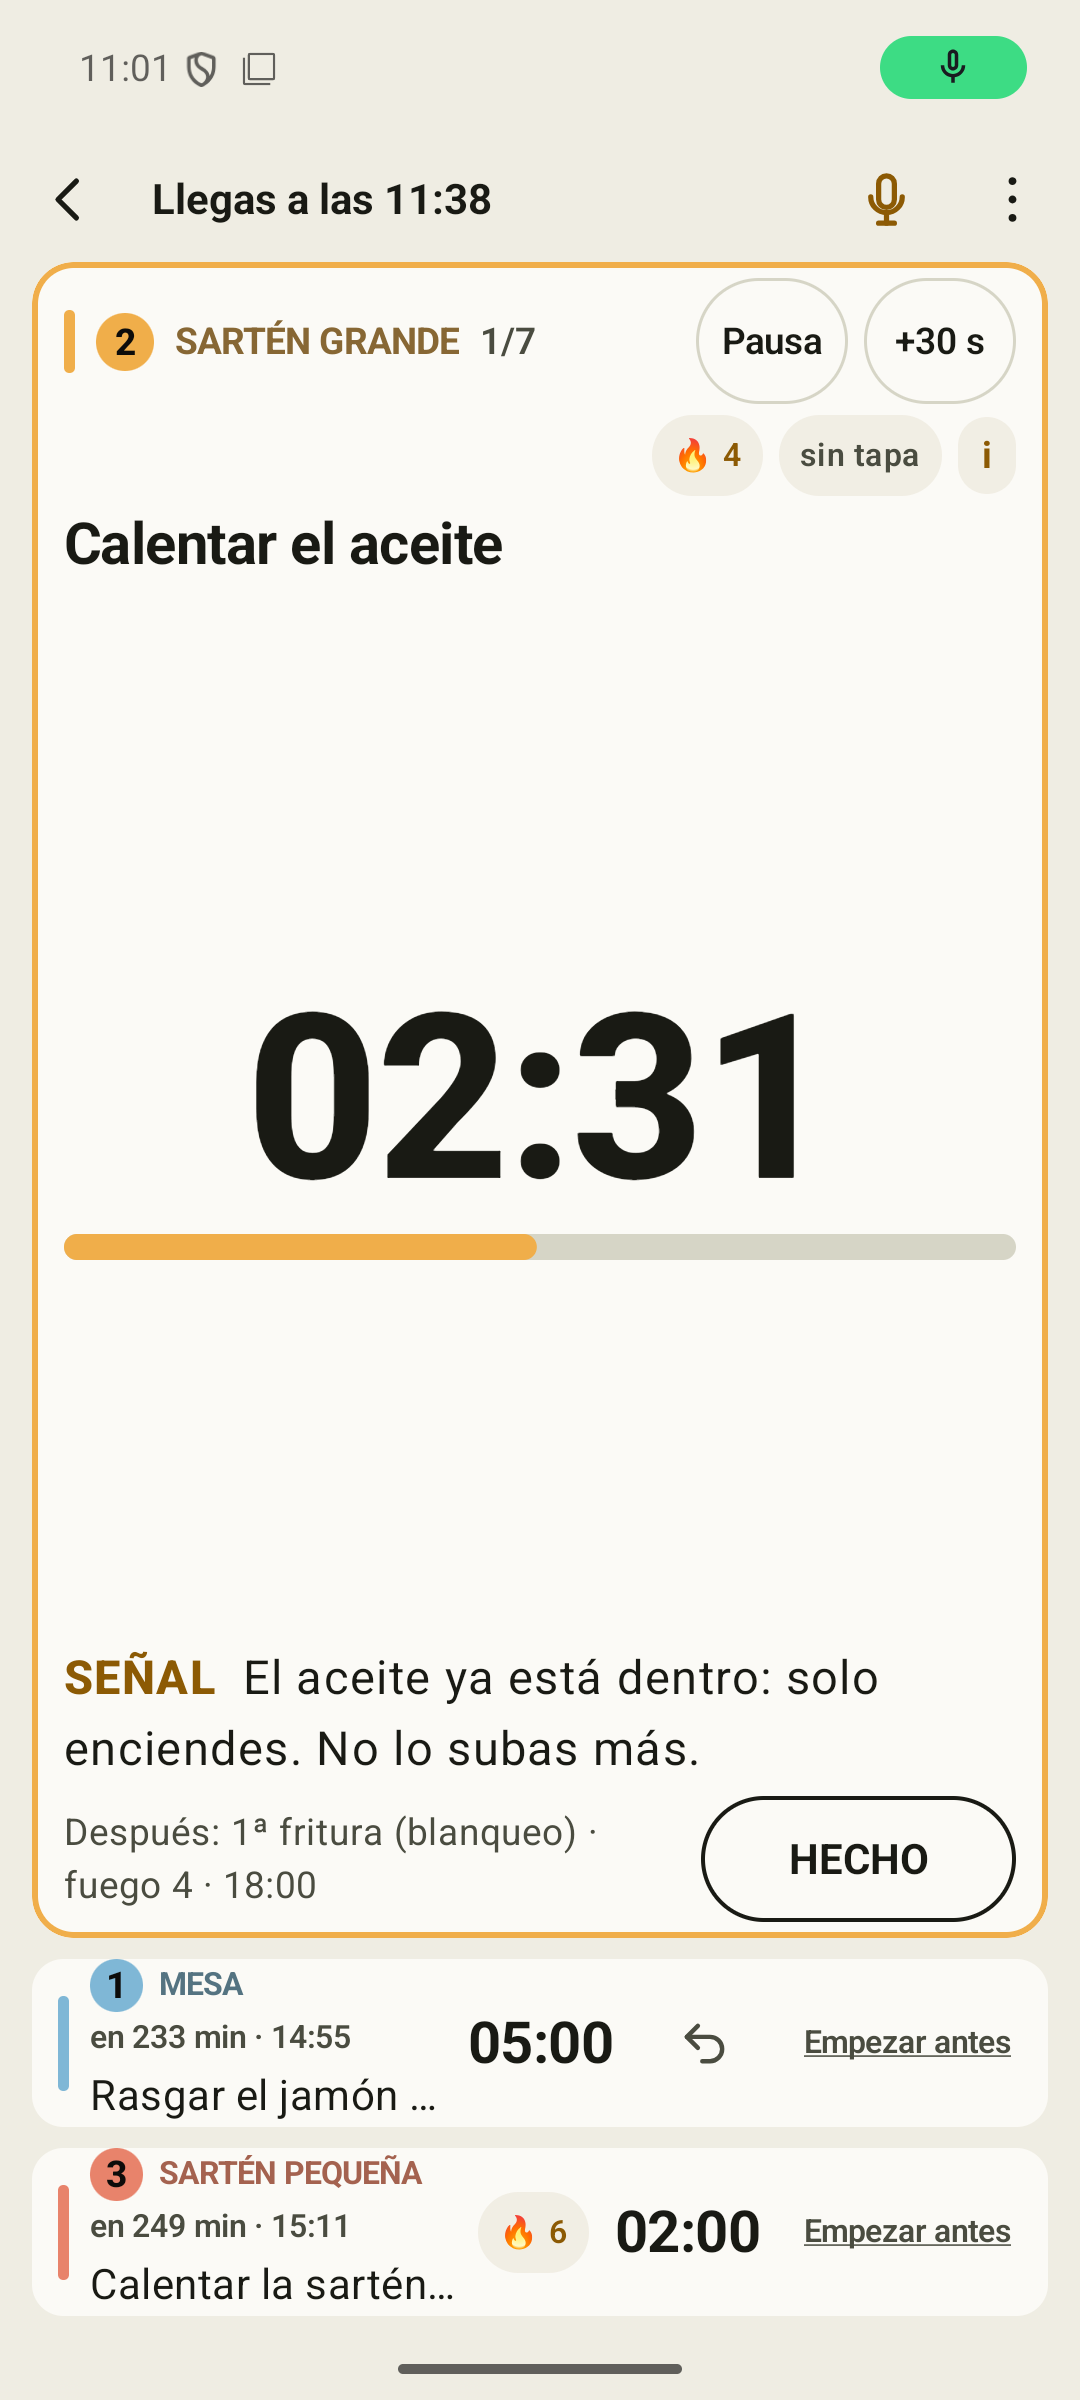 11:01
Llegas a las 11:38
2 SARTÉN GRANDE 1/7
Pausa
+30 s
🔥 4
sin tapa
i
Calentar el aceite
02:31
SEÑAL El aceite ya está dentro: solo
enciendes. No lo subas más.
Después: 1ª fritura (blanqueo) ·
fuego 4 · 18:00
HECHO
1 MESA
en 233 min · 14:55
Rasgar el jamón …
05:00
Empezar antes
3 SARTÉN PEQUEÑA
en 249 min · 15:11
Calentar la sartén…
🔥 6
02:00
Empezar antes